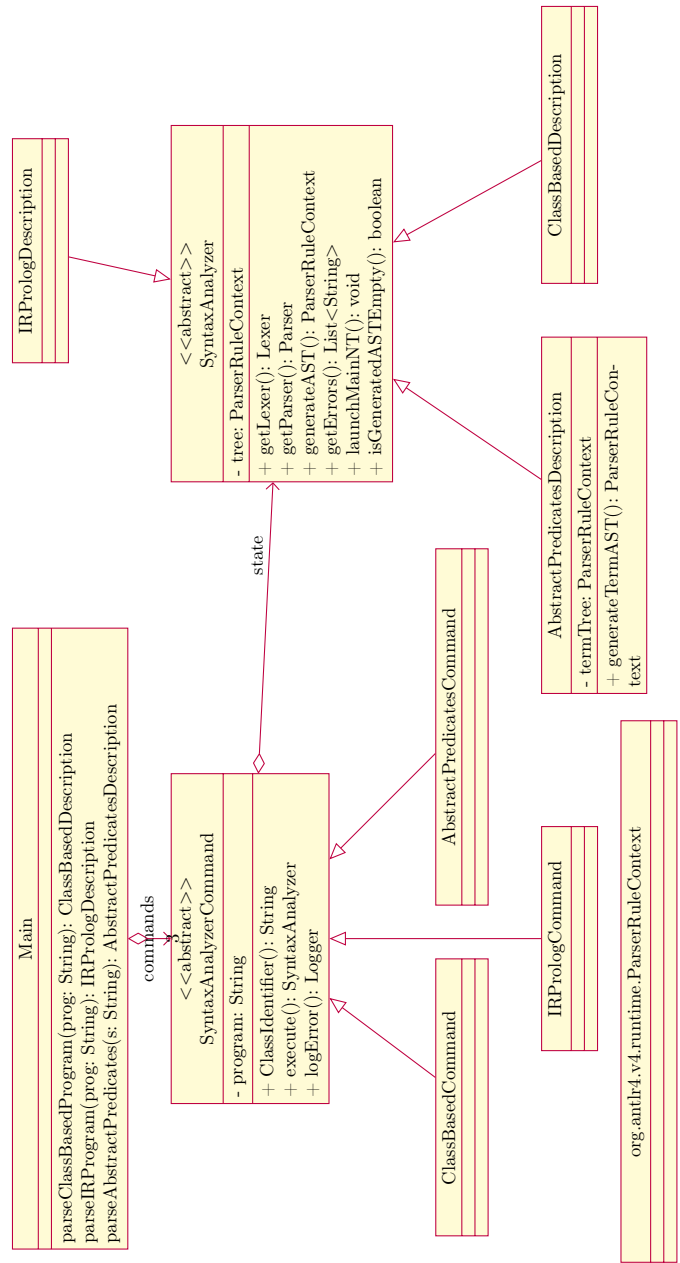 Main
parseClassBasedProgram(prog: String): ClassBasedDescription
parseIRProgram(prog: String): IRPrologDescription
parseAbstractPredicates(s: String): AbstractPredicatesDescription
commands
3
<<abstract>>
SyntaxAnalyzerCommand
- program: String
+ ClassIdentifier(): String
+ execute(): SyntaxAnalyzer
+ logError(): Logger
state
IRPrologDescription
<<abstract>>
SyntaxAnalyzer
- tree: ParserRuleContext
+ getLexer(): Lexer
+ getParser(): Parser
+ generateAST(): ParserRuleContext
+ getErrors(): List<String>
+ launchMainNT(): void
+ isGeneratedASTEmpty(): boolean
ClassBasedCommand
AbstractPredicatesCommand
IRPrologCommand
AbstractPredicatesDescription
- termTree: ParserRuleContext
+ generateTermAST(): ParserRuleCon-
text
ClassBasedDescription
org.antlr4.v4.runtime.ParserRuleContext